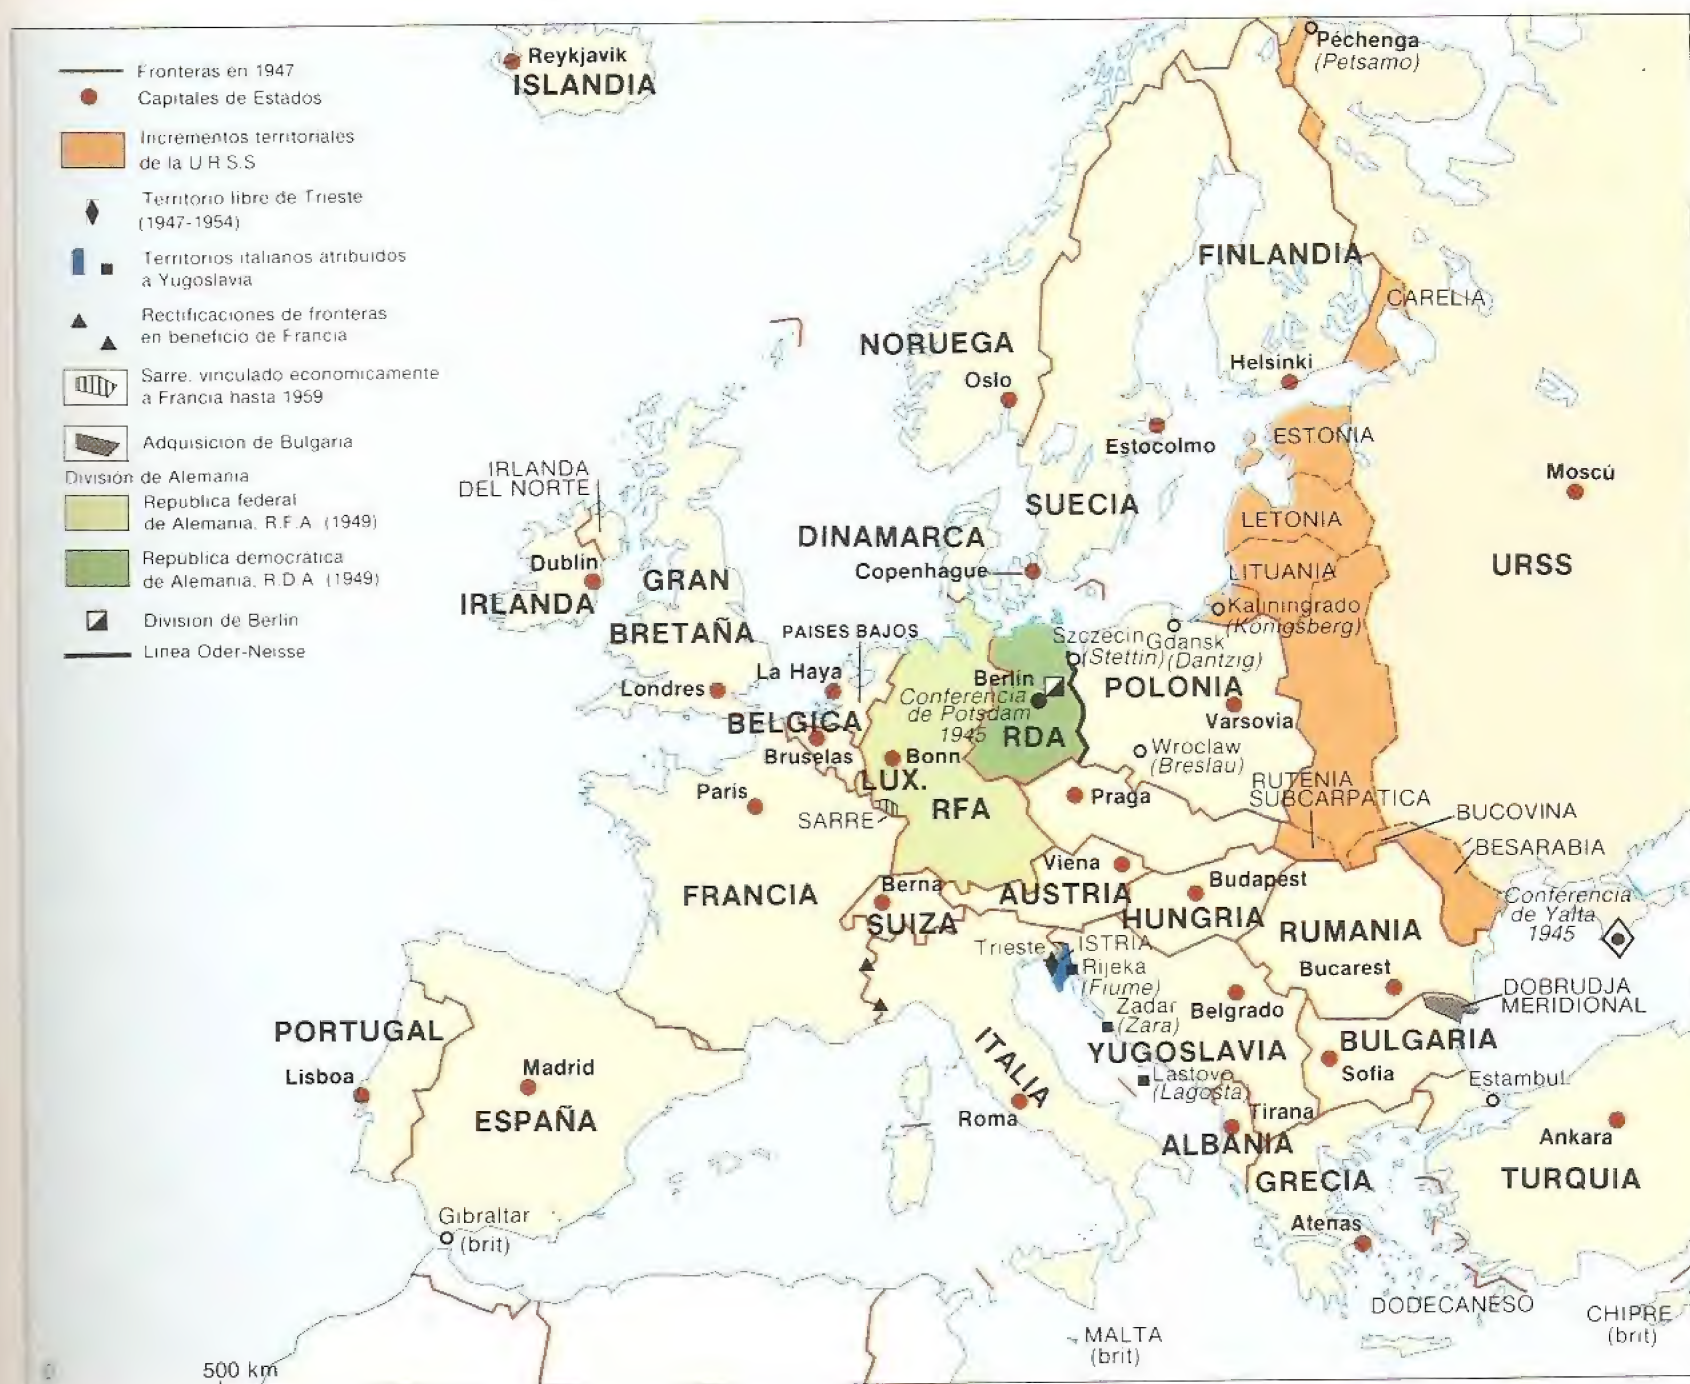 Fronteras en 1947
Capitales de Estados
Incrementos territoriales
de la U.R.S.S
Territorio libre de Trieste
(1947-1954)
Territorios italianos atribuidos
a Yugoslavia
Rectificaciones de fronteras
en beneficio de Francia
Sarre. vinculado economicamente
a Francia hasta 1959
Adquisicion de Bulgaria
División de Alemania
Republica federal
de Alemania. R.F.A (1949)
Republica democrática
de Alemania. R.D.A (1949)
Division de Berlin
Linea Oder-Neisse
Reykjavik
ISLANDIA
Péchenga
(Petsamo)
FINLANDIA
CARELIA
NORUEGA
Oslo
Helsinki
Estocolmo
ESTONIA
Moscú
IRLANDA
DEL NORTE
SUECIA
LETONIA
DINAMARCA
Copenhague
URSS
Dublin
GRAN
BRETAÑA
IRLANDA
LITUANIA
Kaliningrado
(Königsberg)
PAISES BAJOS
Szczecin
(Stettin)
Gdansk
(Dantzig)
La Haya
Londres
Berlin
Conferencia
de Potsdam
1945
POLONIA
Varsovia
BELGICA
Bruselas
RDA
Bonn
Wroclaw
(Breslau)
LUX.
RFA
Paris
SARRE
Praga
RUTENIA
SUBCARPATICA
BUCOVINA
BESARABIA
Viena
Berna
FRANCIA
SUIZA
AUSTRIA
Budapest
HUNGRIA
RUMANIA
Conferencia
de Yalta
1945
Trieste
ISTRIA
Rijeka
(Fiume)
Bucarest
Zadar
(Zara)
Belgrado
DOBRUDJA
MERIDIONAL
PORTUGAL
Lisboa
Madrid
ESPAÑA
ITALIA
Roma
YUGOSLAVIA
Lastovo
(Lagosta)
BULGARIA
Sofia
Estambul
Tirana
ALBANIA
Ankara
GRECIA
TURQUIA
Atenas
Gibraltar
(brit)
DODECANESO
CHIPRE
(brit)
MALTA
(brit)
0
500 km